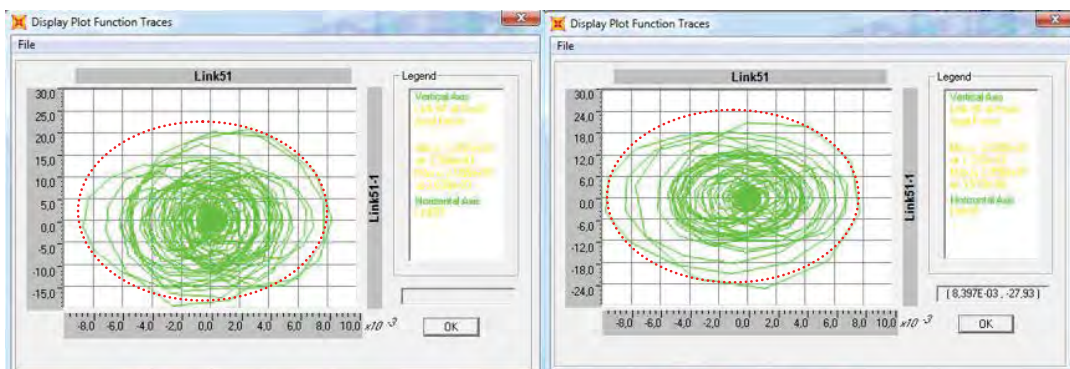 Display Plot Function Traces
File
Link51
Legend
Vertical Axis
Horizontal Axis
30,0
25,0
20,0
15,0
10,0
5,0
0,0
-5,0
-10,0
-15,0
Link51-1
-8,0 -6,0 -4,0 -2,0 0,0 2,0 4,0 6,0 8,0 10,0 x10 -3
OK
Display Plot Function Traces
File
Link51
Legend
Vertical Axis
Horizontal Axis
30,0
24,0
18,0
12,0
6,0
0,0
-6,0
-12,0
-18,0
-24,0
Link51-1
( 8,397E-03 , -27,93 )
-8,0 -6,0 -4,0 -2,0 0,0 2,0 4,0 6,0 8,0 10,0 x10 -3
OK